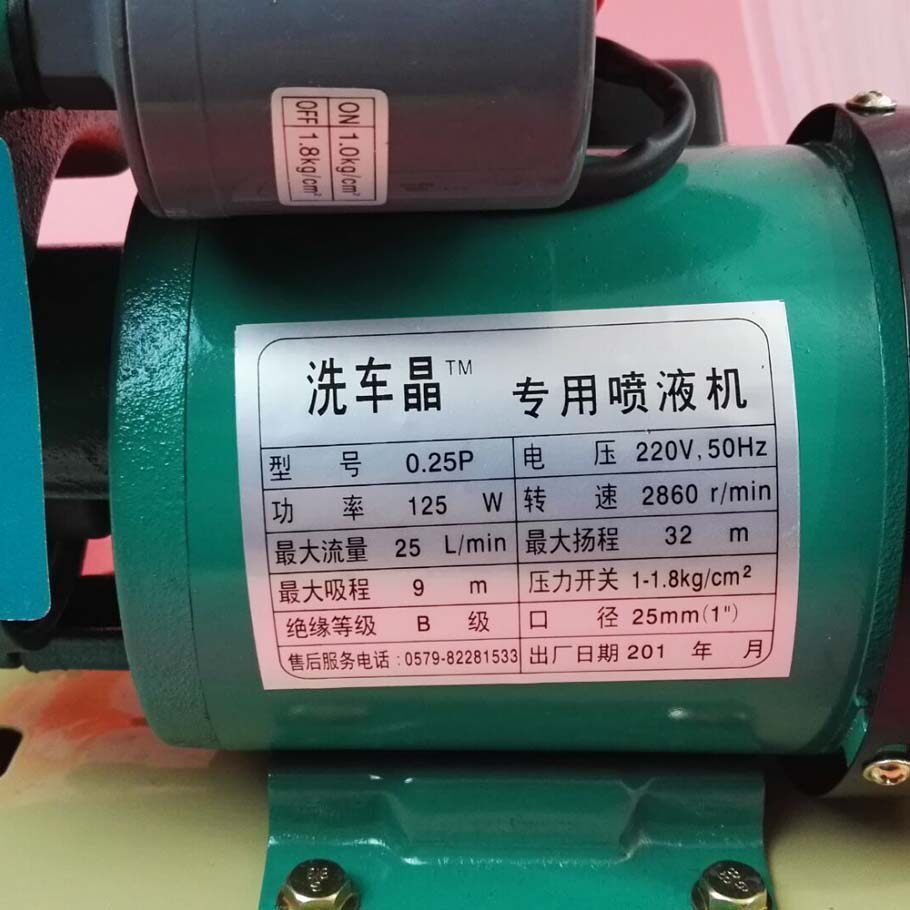 ON 1.0kg/cm²
OFF 1.8kg/cm²
洗车晶™ 专用喷液机
型号 0.25P 电压 220V,50Hz
功率 125 W 转速 2860 r/min
最大流量 25 L/min 最大扬程 32 m
最大吸程 9 m 压力开关 1-1.8kg/cm²
绝缘等级 B 级 口径 25mm(1")
售后服务电话:0579-82281533 出厂日期 201 年 月